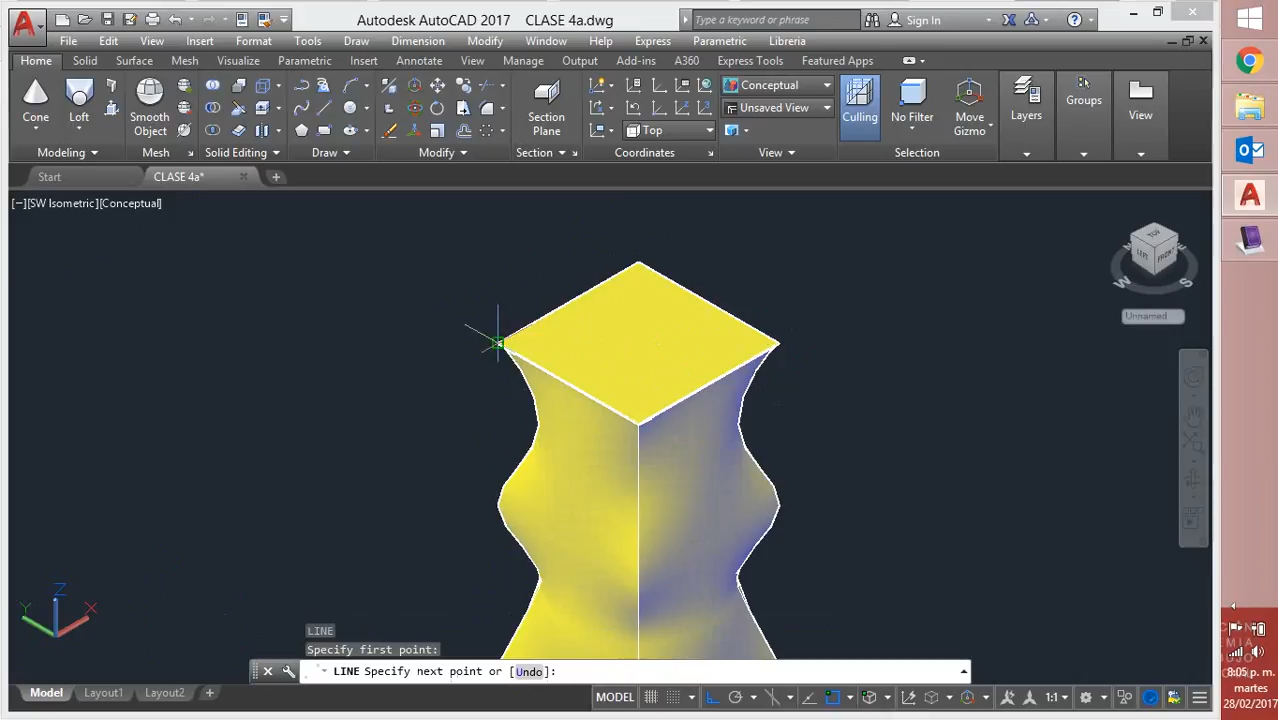 Autodesk AutoCAD 2017 CLASE 4a.dwg
Type a keyword or phrase
Sign In
File Edit View Insert Format Tools Draw Dimension Modify Window Help Express Parametric Libreria
Home Solid Surface Mesh Visualize Parametric Insert Annotate View Manage Output Add-ins A360 Express Tools Featured Apps
Cone
Loft
Smooth
Object
Section
Plane
Top
Conceptual
Unsaved View
Culling
No Filter
Move
Gizmo
Layers
Groups
View
Modeling Mesh Solid Editing Draw Modify Section Coordinates View Selection
Start CLASE 4a*
[−][SW Isometric][Conceptual]
TOP
LEFT
FRONT
W
S
Unnamed
Z
Y
X
LINE
Specify first point:
LINE Specify next point or [Undo]:
Model Layout1 Layout2
MODEL
1:1
8:05 p. m.
martes
28/02/2017